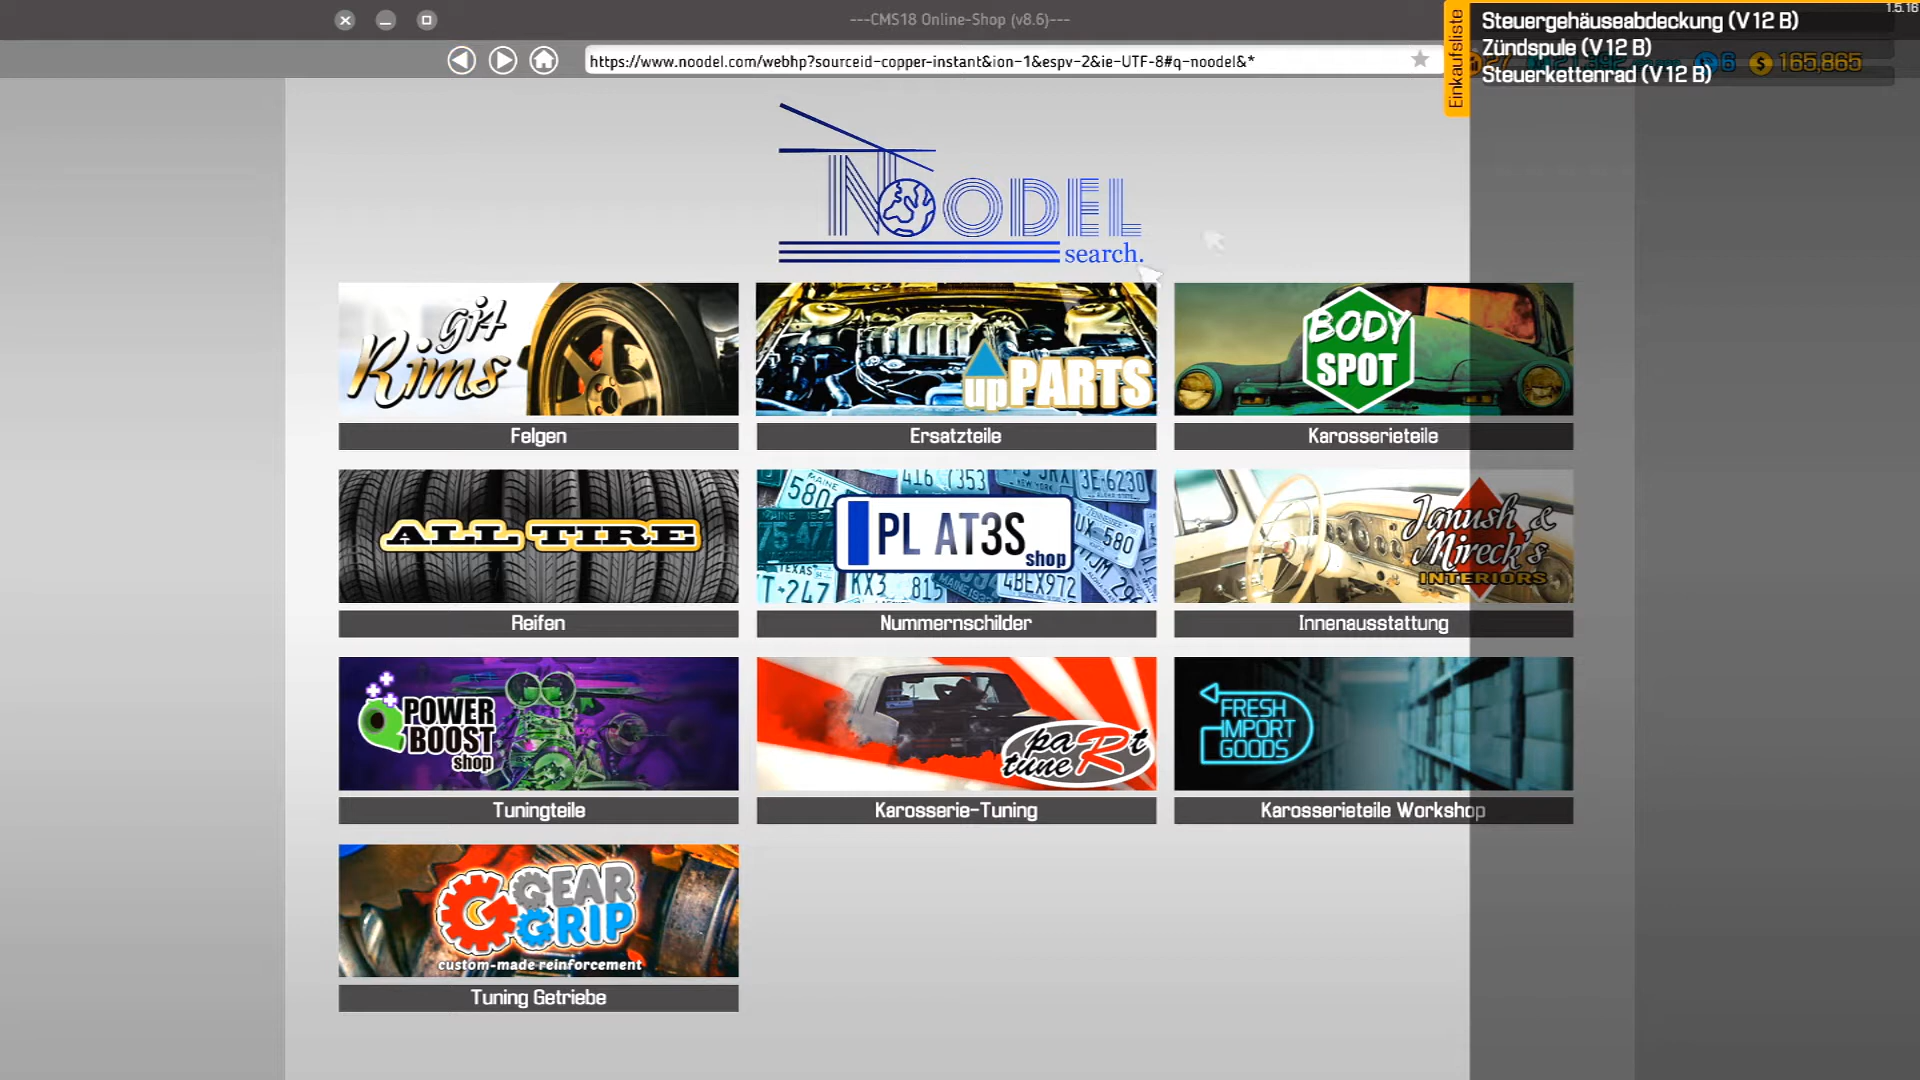 ---CMS18 Online-Shop (v8.6)---
1.5.16
https://www.noodel.com/webhp?sourceid-copper-instant&ion-1&espv-2&ie-UTF-8#q-noodel&*
Einkaufsliste
Steuergehäuseabdeckung (V12 B)
Zündspule (V12 B)
Steuerkettenrad (V12 B)
$ 165,865
NOODEL
search.
git Rims
Felgen
upPARTS
Ersatzteile
BODY
SPOT
Karosserieteile
ALL TIRE
Reifen
PL AT3S
shop
Nummernschilder
Janush &
Mireck's
INTERIORS
Innenausstattung
POWER
BOOST
shop
Tuningteile
paRt
tune
Karosserie-Tuning
FRESH
IMPORT
GOODS
Karosserieteile Workshop
GEAR
GRIP
custom-made reinforcement
Tuning Getriebe